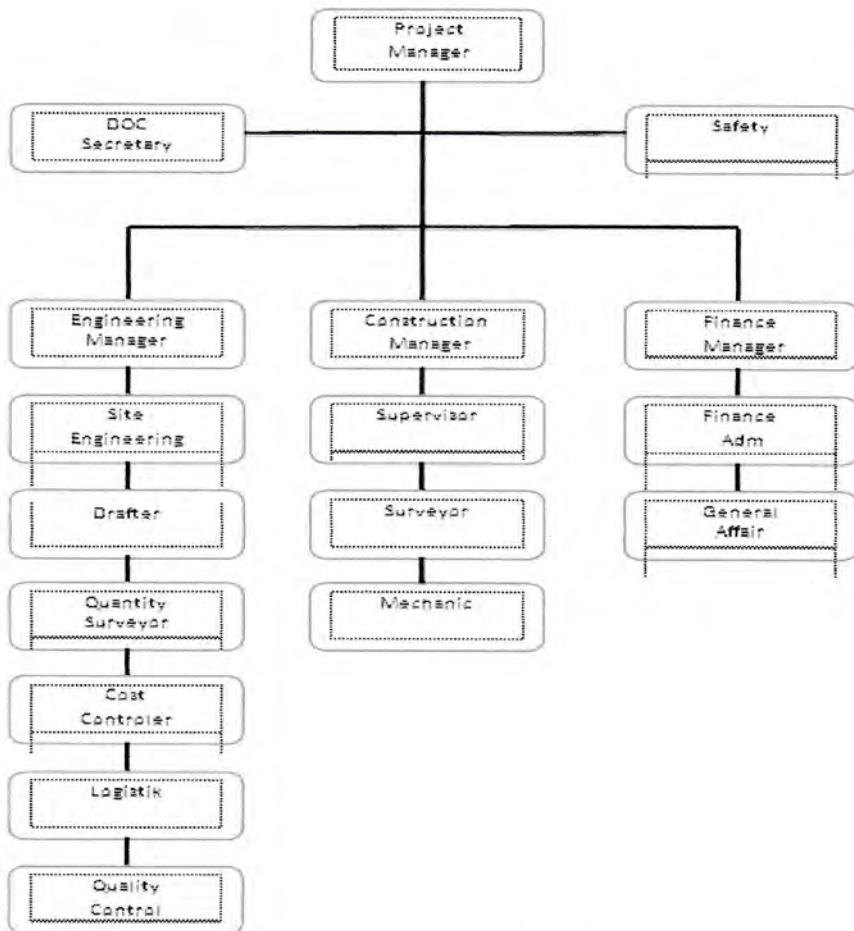 Project
Manager
DOC
Secretary
Safety
Engineering
Manager
Construction
Manager
Finance
Manager
Site
Engineering
Supervisor
Finance
Adm
Drafter
Surveyor
General
Affair
Quantity
Surveyor
Mechanic
Cost
Controler
Logistik
Quality
Control